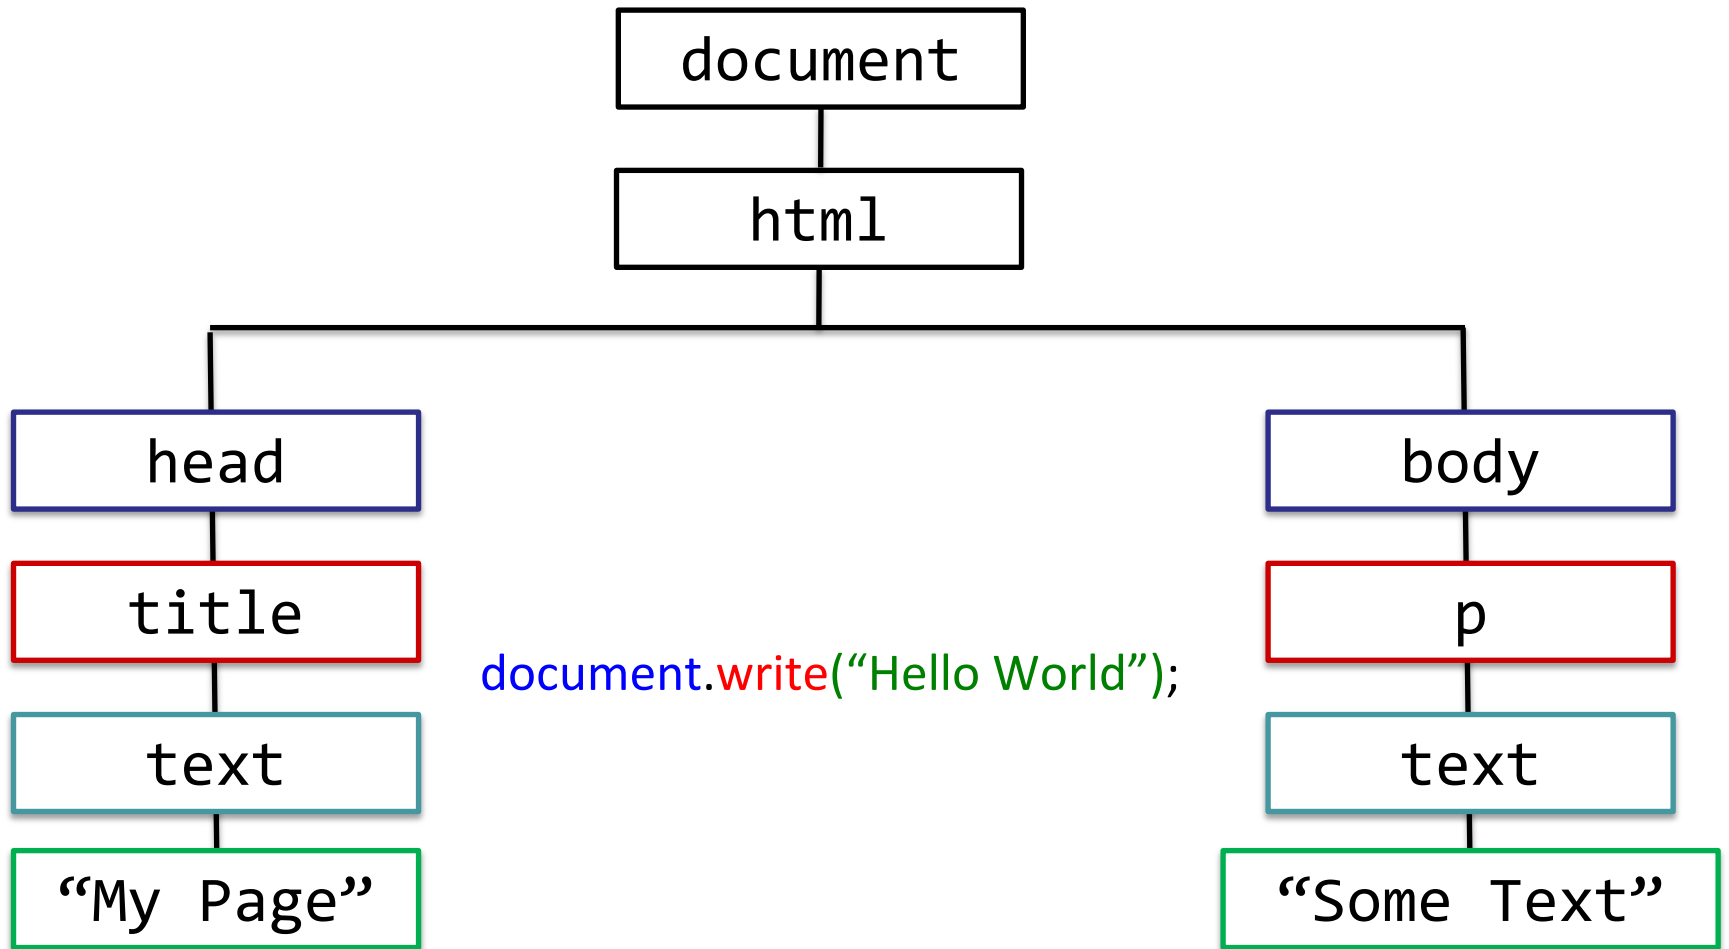 document
html
head
body
title
p
document.write(“Hello World”);
text
text
“My Page”
“Some Text”